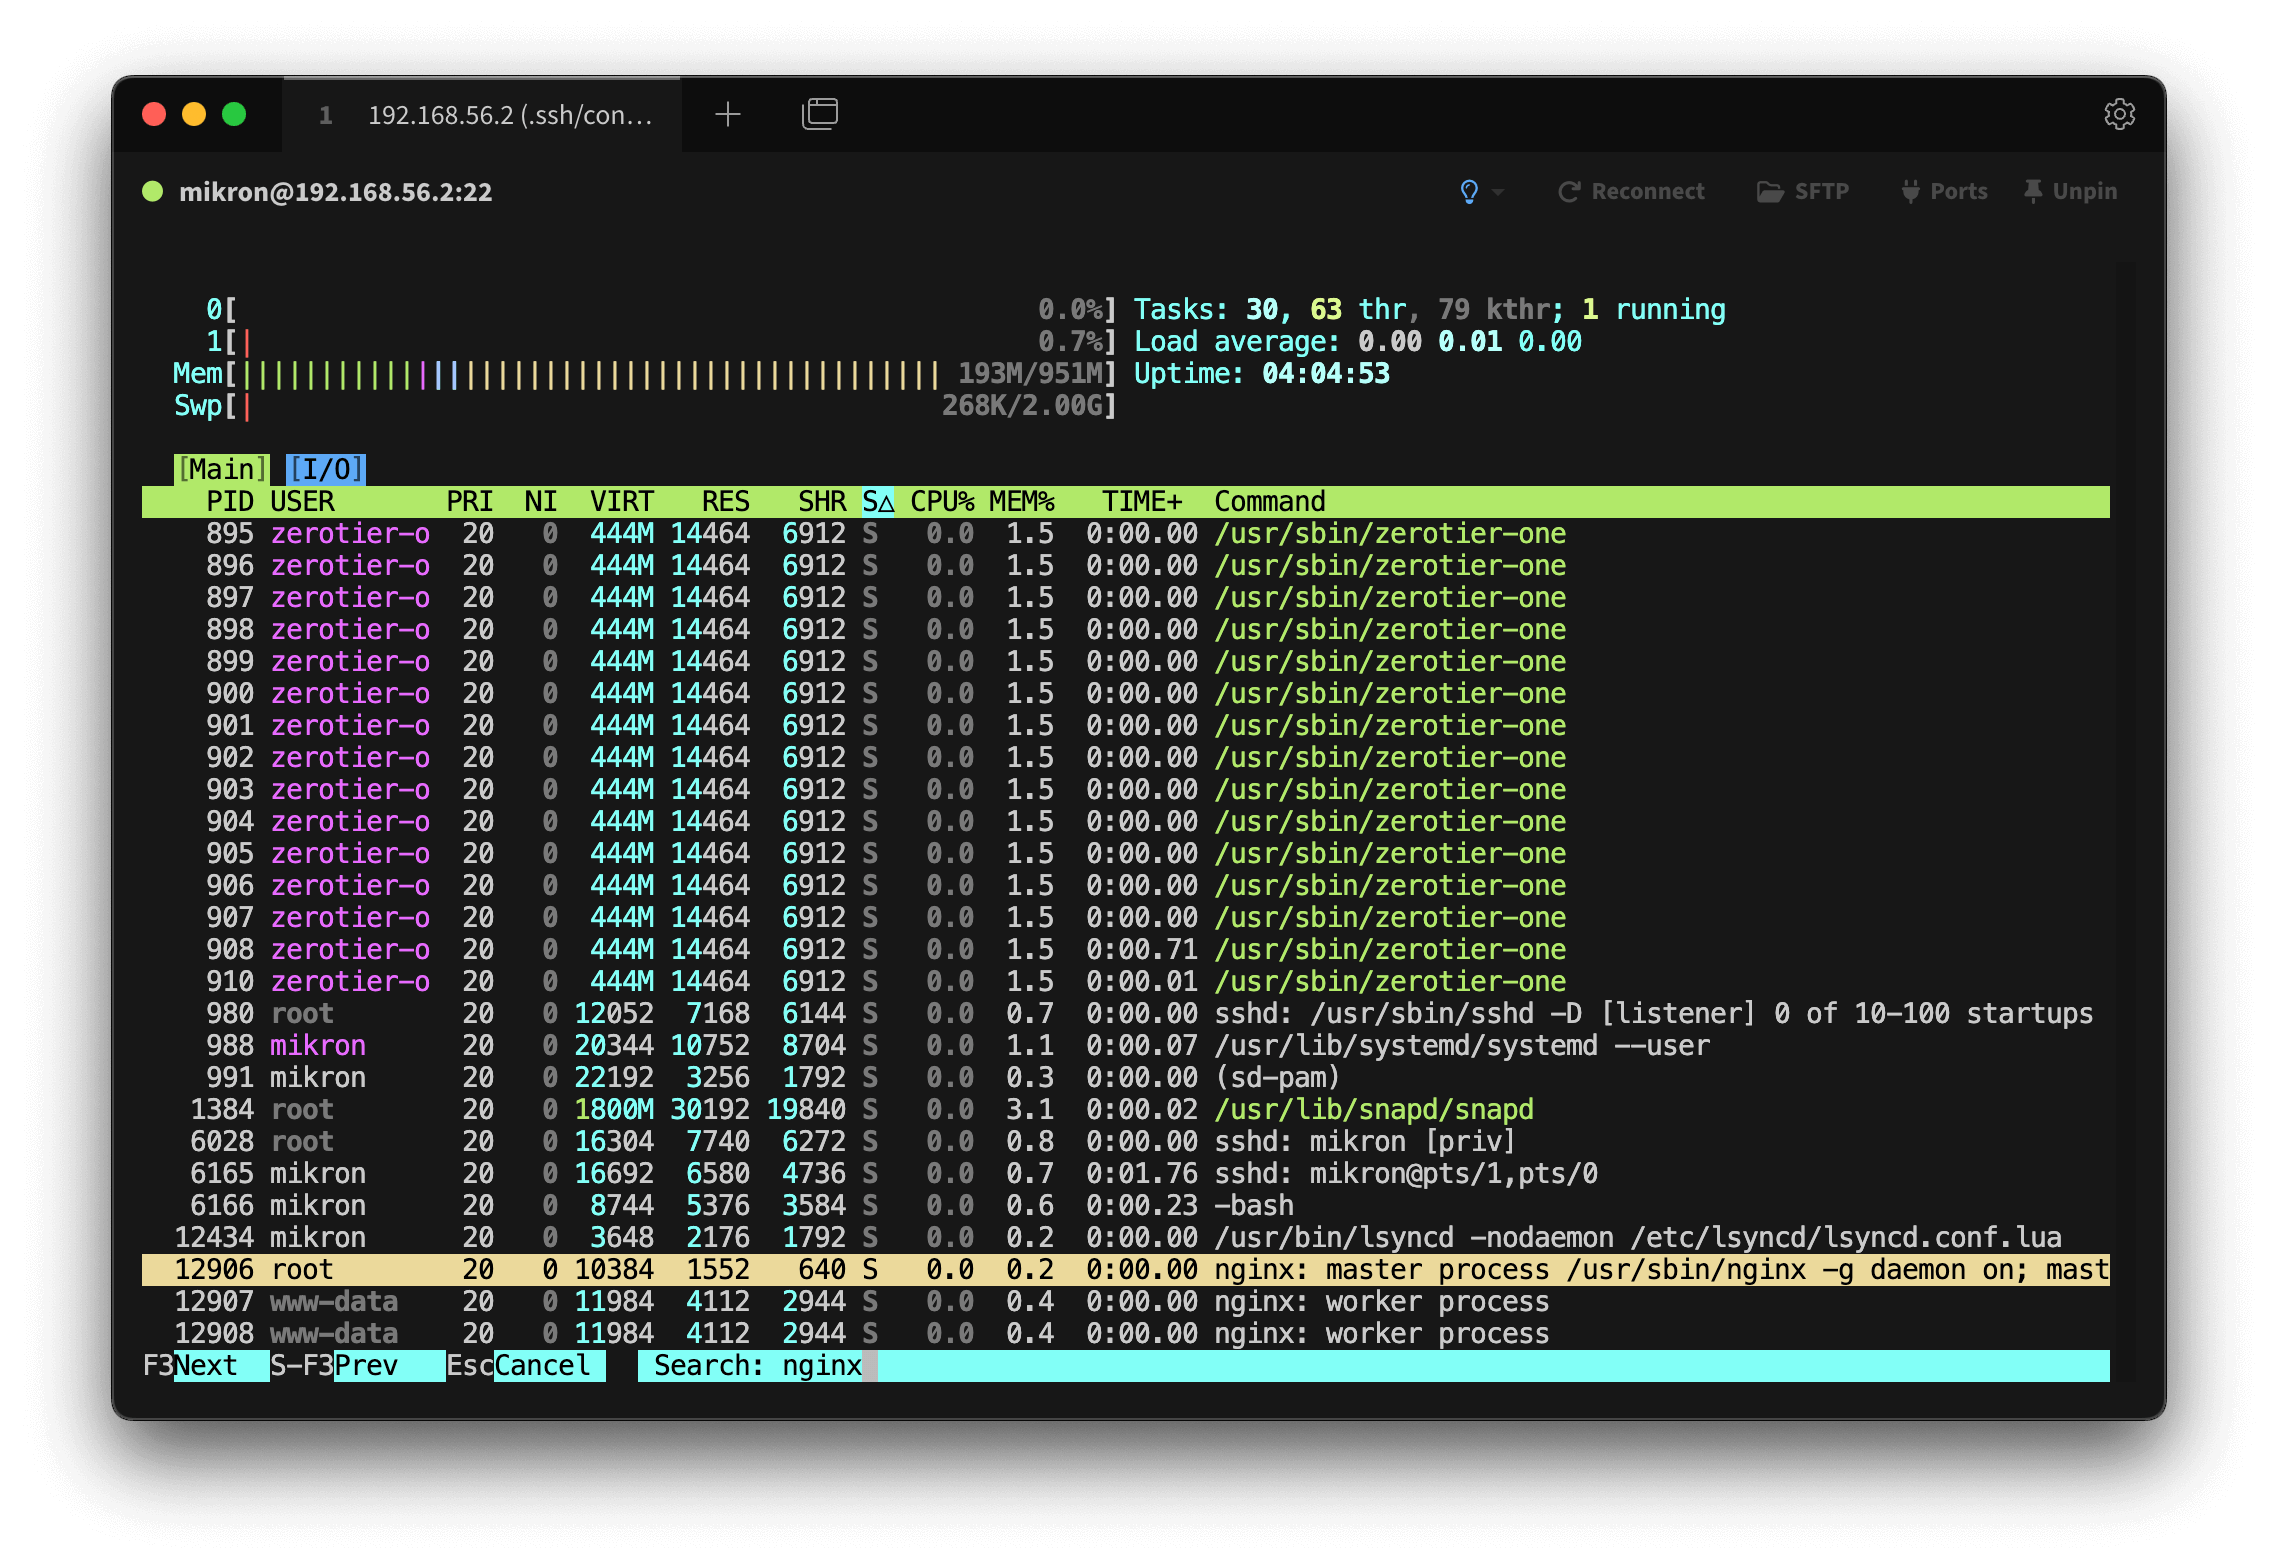 1 192.168.56.2 (.ssh/con…
mikron@192.168.56.2:22 Reconnect SFTP Ports Unpin
0[ 0.0%] Tasks: 30, 63 thr, 79 kthr; 1 running
1[| 0.7%] Load average: 0.00 0.01 0.00
Mem[||||||||||||||||||||||||||||||||||||||||||||193M/951M] Uptime: 04:04:53
Swp[| 268K/2.00G]
[Main] [I/O]
PID USER PRI NI VIRT RES SHR S△ CPU% MEM% TIME+ Command
895 zerotier-o 20 0 444M 14464 6912 S 0.0 1.5 0:00.00 /usr/sbin/zerotier-one
896 zerotier-o 20 0 444M 14464 6912 S 0.0 1.5 0:00.00 /usr/sbin/zerotier-one
897 zerotier-o 20 0 444M 14464 6912 S 0.0 1.5 0:00.00 /usr/sbin/zerotier-one
898 zerotier-o 20 0 444M 14464 6912 S 0.0 1.5 0:00.00 /usr/sbin/zerotier-one
899 zerotier-o 20 0 444M 14464 6912 S 0.0 1.5 0:00.00 /usr/sbin/zerotier-one
900 zerotier-o 20 0 444M 14464 6912 S 0.0 1.5 0:00.00 /usr/sbin/zerotier-one
901 zerotier-o 20 0 444M 14464 6912 S 0.0 1.5 0:00.00 /usr/sbin/zerotier-one
902 zerotier-o 20 0 444M 14464 6912 S 0.0 1.5 0:00.00 /usr/sbin/zerotier-one
903 zerotier-o 20 0 444M 14464 6912 S 0.0 1.5 0:00.00 /usr/sbin/zerotier-one
904 zerotier-o 20 0 444M 14464 6912 S 0.0 1.5 0:00.00 /usr/sbin/zerotier-one
905 zerotier-o 20 0 444M 14464 6912 S 0.0 1.5 0:00.00 /usr/sbin/zerotier-one
906 zerotier-o 20 0 444M 14464 6912 S 0.0 1.5 0:00.00 /usr/sbin/zerotier-one
907 zerotier-o 20 0 444M 14464 6912 S 0.0 1.5 0:00.00 /usr/sbin/zerotier-one
908 zerotier-o 20 0 444M 14464 6912 S 0.0 1.5 0:00.71 /usr/sbin/zerotier-one
910 zerotier-o 20 0 444M 14464 6912 S 0.0 1.5 0:00.01 /usr/sbin/zerotier-one
980 root 20 0 12052 7168 6144 S 0.0 0.7 0:00.00 sshd: /usr/sbin/sshd -D [listener] 0 of 10-100 startups
988 mikron 20 0 20344 10752 8704 S 0.0 1.1 0:00.07 /usr/lib/systemd/systemd --user
991 mikron 20 0 22192 3256 1792 S 0.0 0.3 0:00.00 (sd-pam)
1384 root 20 0 1800M 30192 19840 S 0.0 3.1 0:00.02 /usr/lib/snapd/snapd
6028 root 20 0 16304 7740 6272 S 0.0 0.8 0:00.00 sshd: mikron [priv]
6165 mikron 20 0 16692 6580 4736 S 0.0 0.7 0:01.76 sshd: mikron@pts/1,pts/0
6166 mikron 20 0 8744 5376 3584 S 0.0 0.6 0:00.23 -bash
12434 mikron 20 0 3648 2176 1792 S 0.0 0.2 0:00.00 /usr/bin/lsyncd -nodaemon /etc/lsyncd/lsyncd.conf.lua
12906 root 20 0 10384 1552 640 S 0.0 0.2 0:00.00 nginx: master process /usr/sbin/nginx -g daemon on; mast
12907 www-data 20 0 11984 4112 2944 S 0.0 0.4 0:00.00 nginx: worker process
12908 www-data 20 0 11984 4112 2944 S 0.0 0.4 0:00.00 nginx: worker process
F3Next S-F3Prev EscCancel Search: nginx